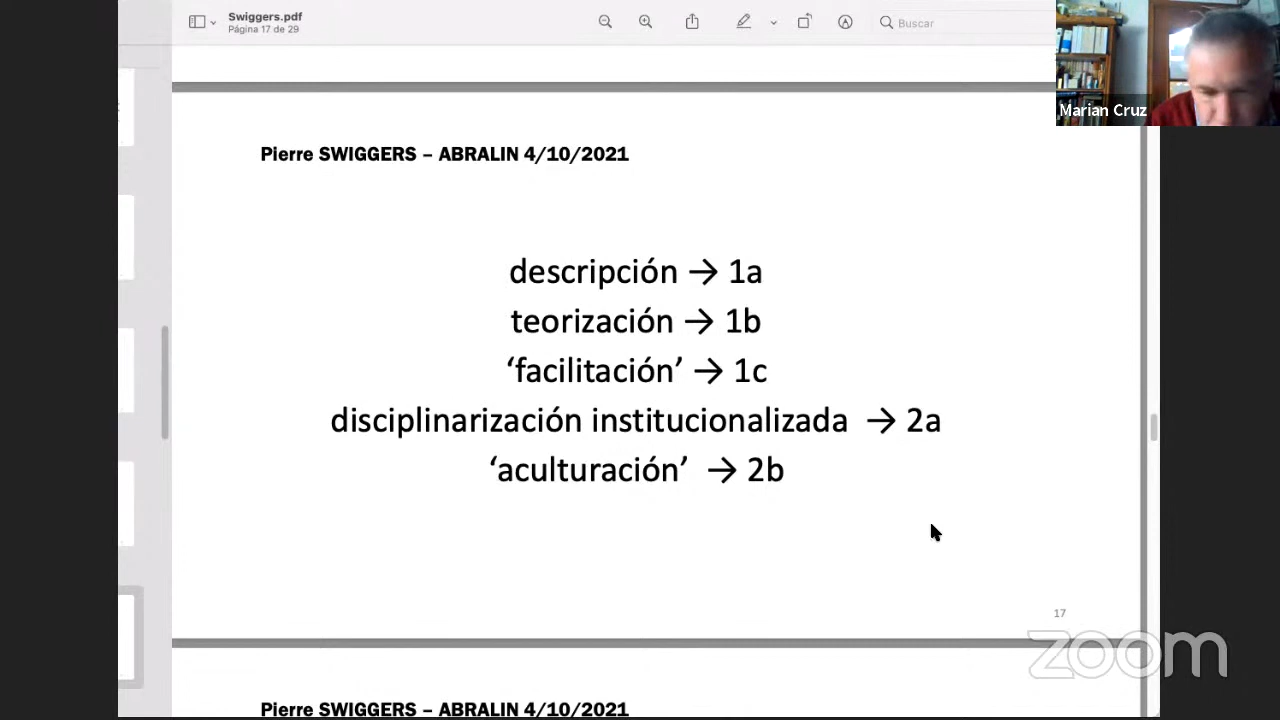 Swiggers.pdf
Página 17 de 29
Buscar
Marian Cruz
Pierre SWIGGERS – ABRALIN 4/10/2021
descripción → 1a
teorización → 1b
‘facilitación’ → 1c
disciplinarización institucionalizada → 2a
‘aculturación’ → 2b
17
zoom
Pierre SWIGGERS – ABRALIN 4/10/2021